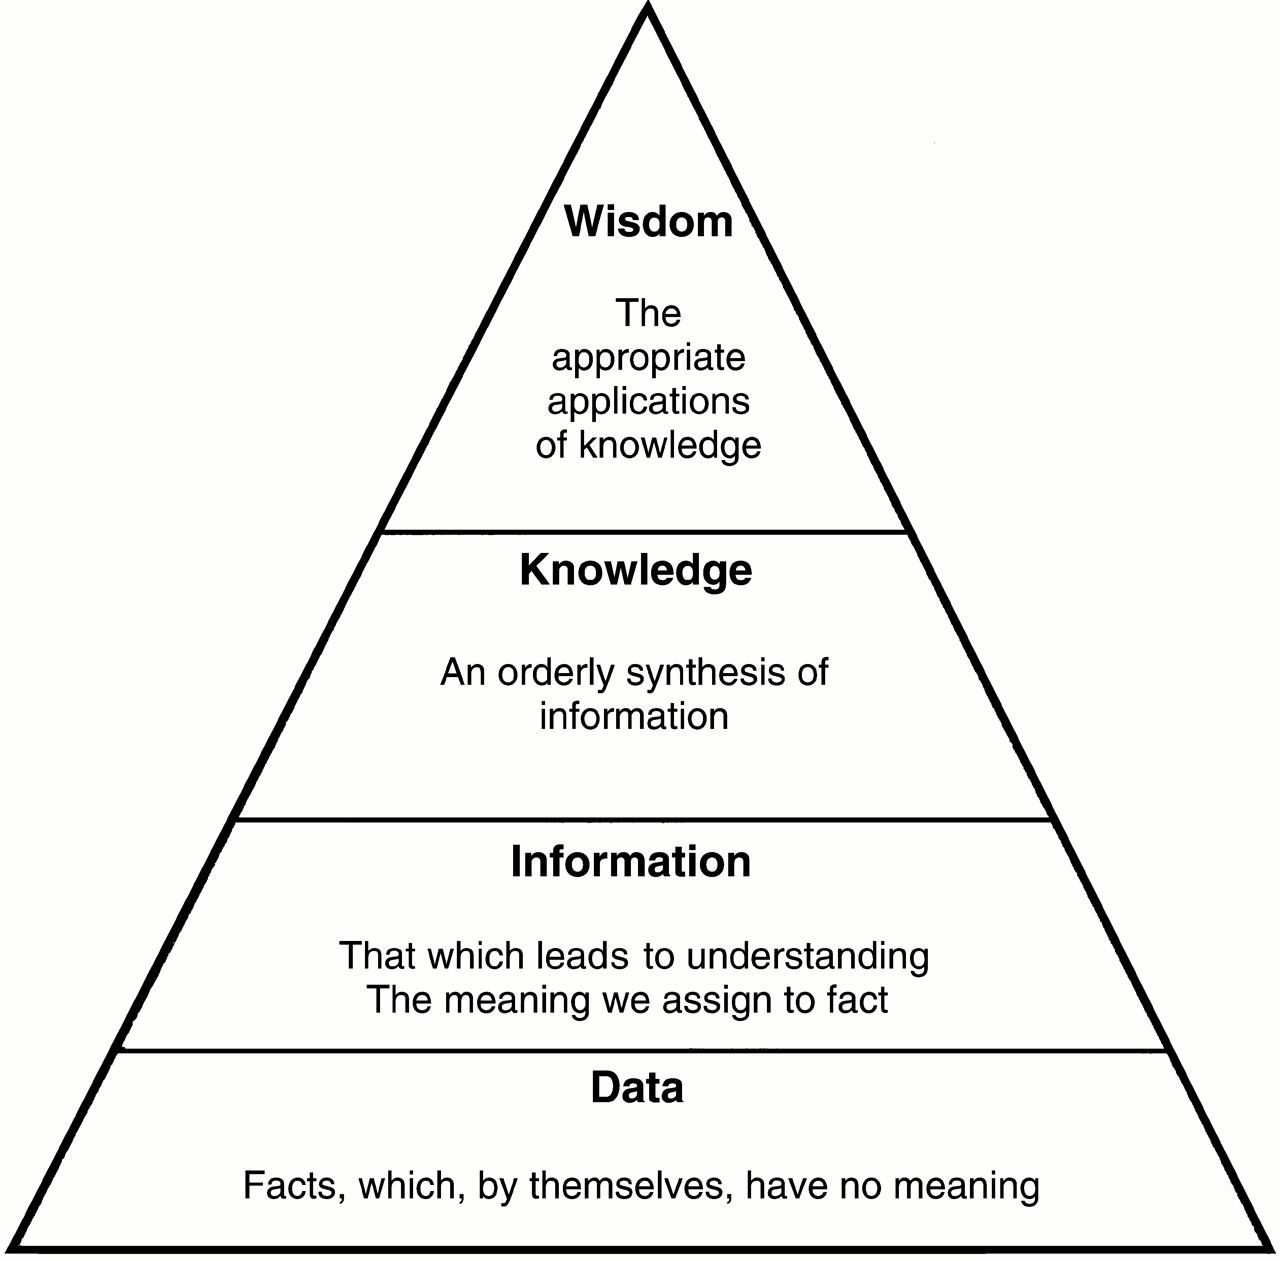 Wisdom
The
appropriate
applications
of knowledge
Knowledge
An orderly synthesis of
information
Information
That which leads to understanding
The meaning we assign to fact
Data
Facts, which, by themselves, have no meaning